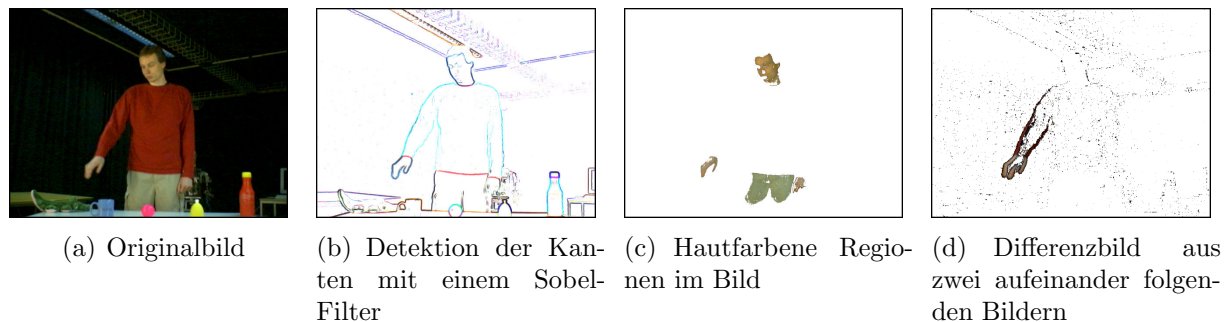 (a) Originalbild
(b) Detektion der Kan-
ten mit einem Sobel-
Filter
(c) Hautfarbene Regio-
nen im Bild
(d) Differenzbild aus
zwei aufeinander folgen-
den Bildern